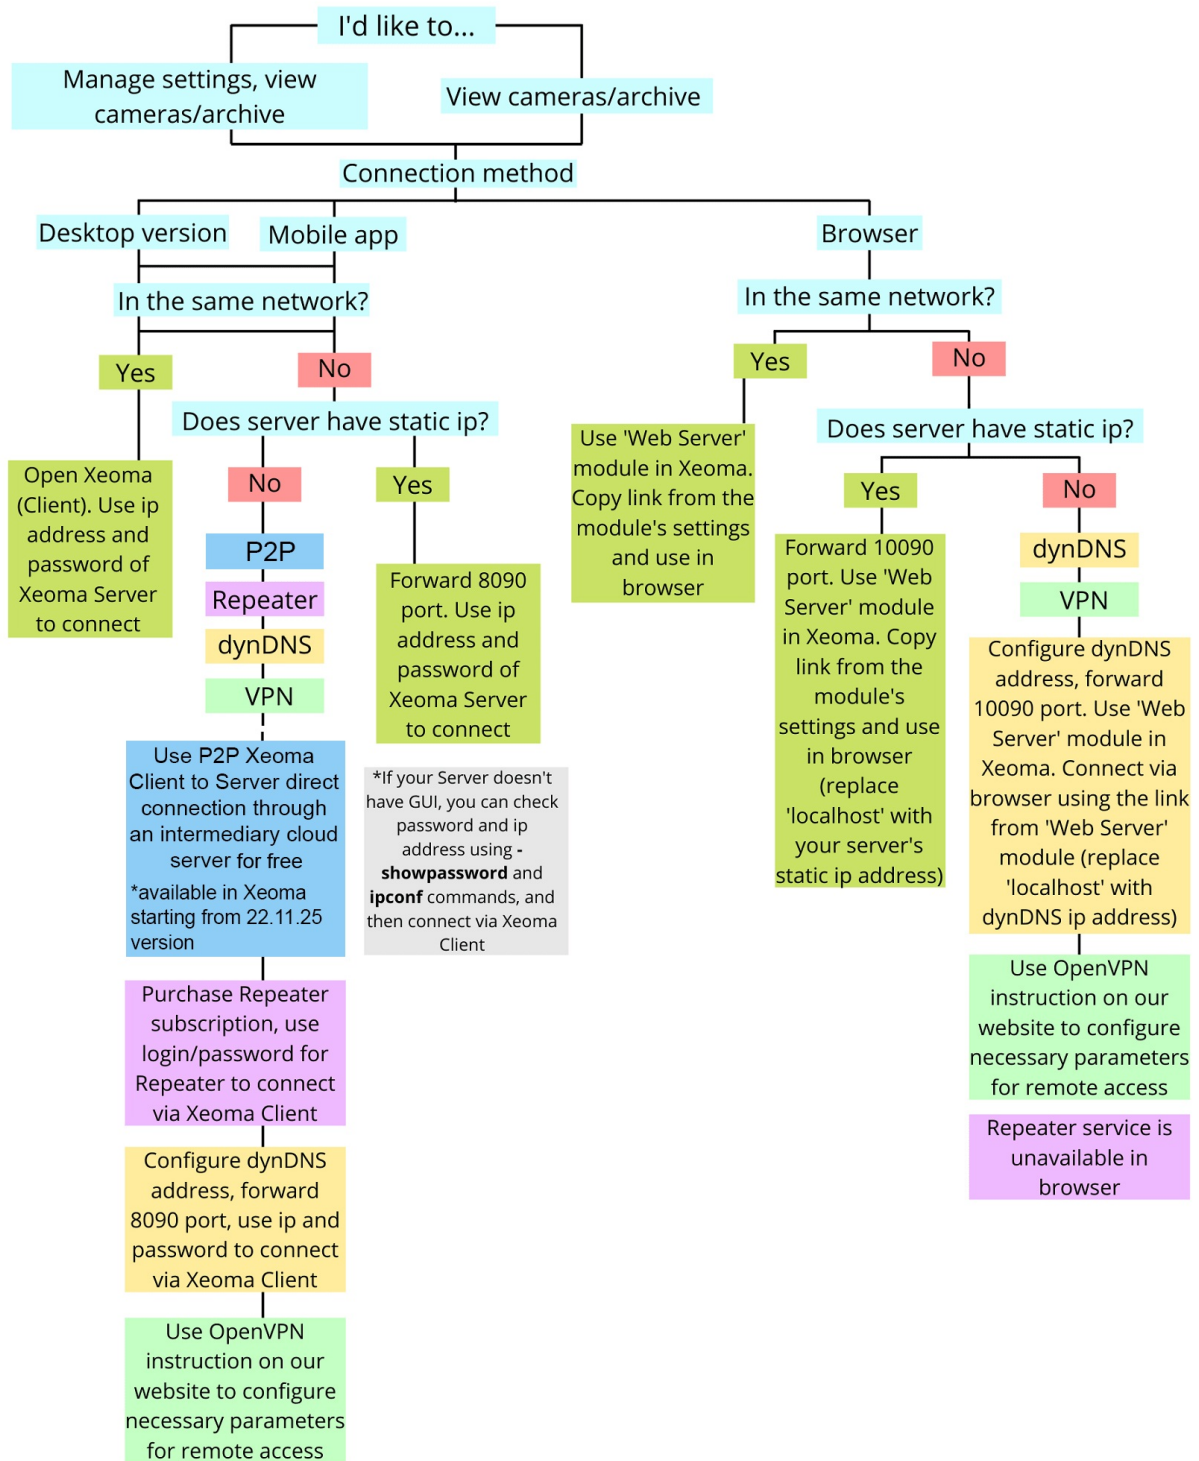 I'd like to...
Manage settings, view
cameras/archive
View cameras/archive
Connection method
Desktop version
Mobile app
Browser
In the same network?
Yes
No
Does server have static ip?
Open Xeoma
(Client). Use ip
address and
password of
Xeoma Server
to connect
No
Yes
P2P
Repeater
dynDNS
VPN
Forward 8090
port. Use ip
address and
password of
Xeoma Server
to connect
Use P2P Xeoma
Client to Server direct
connection through
an intermediary cloud
server for free
*available in Xeoma
starting from 22.11.25
version
*If your Server doesn't
have GUI, you can check
password and ip
address using -
showpassword and
ipconf commands, and
then connect via Xeoma
Client
Purchase Repeater
subscription, use
login/password for
Repeater to connect
via Xeoma Client
Configure dynDNS
address, forward
8090 port, use ip and
password to connect
via Xeoma Client
Use OpenVPN
instruction on our
website to configure
necessary parameters
for remote access
In the same network?
Yes
No
Use 'Web Server'
module in Xeoma.
Copy link from the
module's settings
and use in
browser
Does server have static ip?
Yes
No
Forward 10090
port. Use 'Web
Server' module
in Xeoma. Copy
link from the
module's
settings and use
in browser
(replace
'localhost' with
your server's
static ip address)
dynDNS
VPN
Configure dynDNS
address, forward
10090 port. Use 'Web
Server' module in
Xeoma. Connect via
browser using the link
from 'Web Server'
module (replace
'localhost' with
dynDNS ip address)
Use OpenVPN
instruction on our
website to configure
necessary parameters
for remote access
Repeater service is
unavailable in
browser